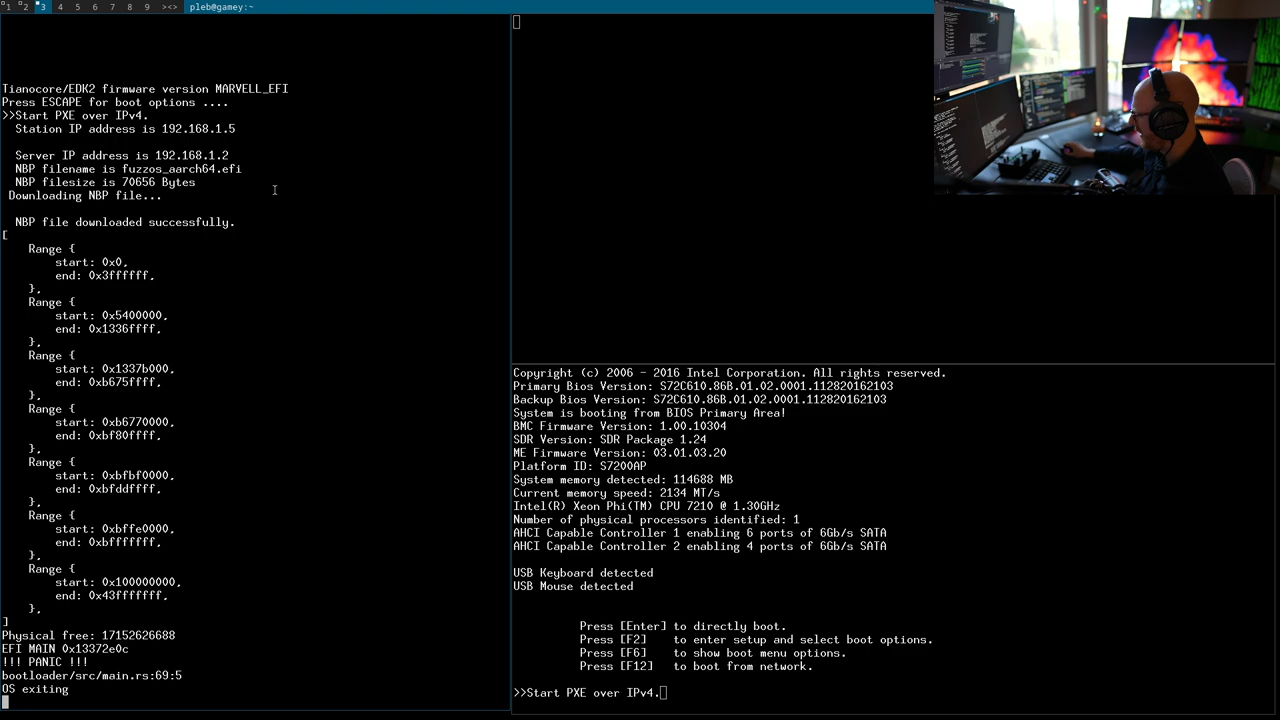 1 2 3 4 5 6 7 8 9 ><> pleb@gamey:~
Tianocore/EDK2 firmware version MARVELL_EFI
Press ESCAPE for boot options ....
>>Start PXE over IPv4.
Station IP address is 192.168.1.5
Server IP address is 192.168.1.2
NBP filename is fuzzos_aarch64.efi
NBP filesize is 70656 Bytes
Downloading NBP file...
NBP file downloaded successfully.
[
Range {
start: 0x0,
end: 0x3ffffff,
},
Range {
start: 0x5400000,
end: 0x1336ffff,
},
Range {
start: 0x1337b000,
end: 0xb675ffff,
},
Range {
start: 0xb6770000,
end: 0xbf80ffff,
},
Range {
start: 0xbfbf0000,
end: 0xbfddffff,
},
Range {
start: 0xbffe0000,
end: 0xbfffffff,
},
Range {
start: 0x100000000,
end: 0x43fffffff,
},
]
Physical free: 17152626688
EFI MAIN 0x13372e0c
!!! PANIC !!!
bootloader/src/main.rs:69:5
OS exiting
Copyright (c) 2006 - 2016 Intel Corporation. All rights reserved.
Primary Bios Version: S72C610.86B.01.02.0001.112820162103
Backup Bios Version: S72C610.86B.01.02.0001.112820162103
System is booting from BIOS Primary Area!
BMC Firmware Version: 1.00.10304
SDR Version: SDR Package 1.24
ME Firmware Version: 03.01.03.20
Platform ID: S7200AP
System memory detected: 114688 MB
Current memory speed: 2134 MT/s
Intel(R) Xeon Phi(TM) CPU 7210 @ 1.30GHz
Number of physical processors identified: 1
AHCI Capable Controller 1 enabling 6 ports of 6Gb/s SATA
AHCI Capable Controller 2 enabling 4 ports of 6Gb/s SATA
USB Keyboard detected
USB Mouse detected
Press [Enter] to directly boot.
Press [F2] to enter setup and select boot options.
Press [F6] to show boot menu options.
Press [F12] to boot from network.
>>Start PXE over IPv4.